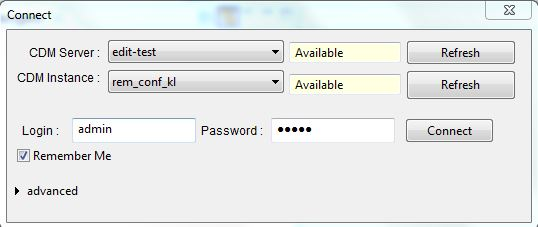 Connect
CDM Server : edit-test Available Refresh
CDM Instance : rem_conf_kl Available Refresh
Login : admin Password : ●●●●● Connect
Remember Me
advanced